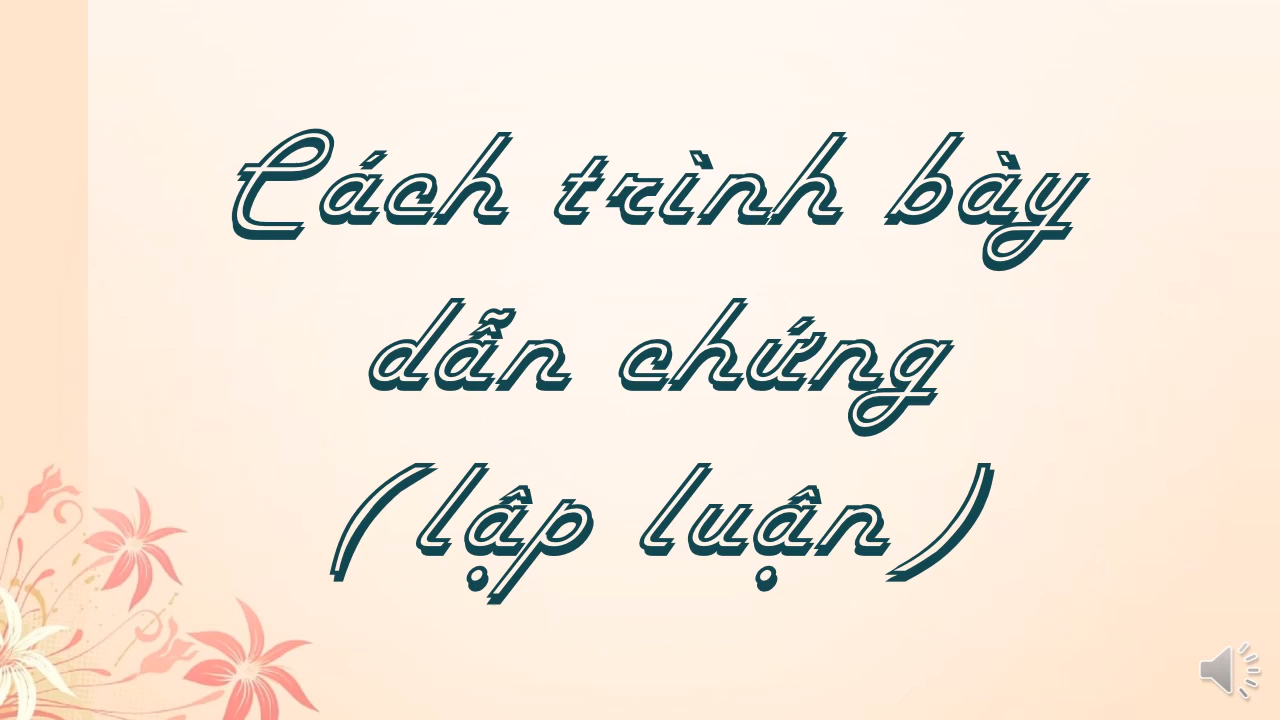 Cách trình bày
dẫn chứng
(lập luận)